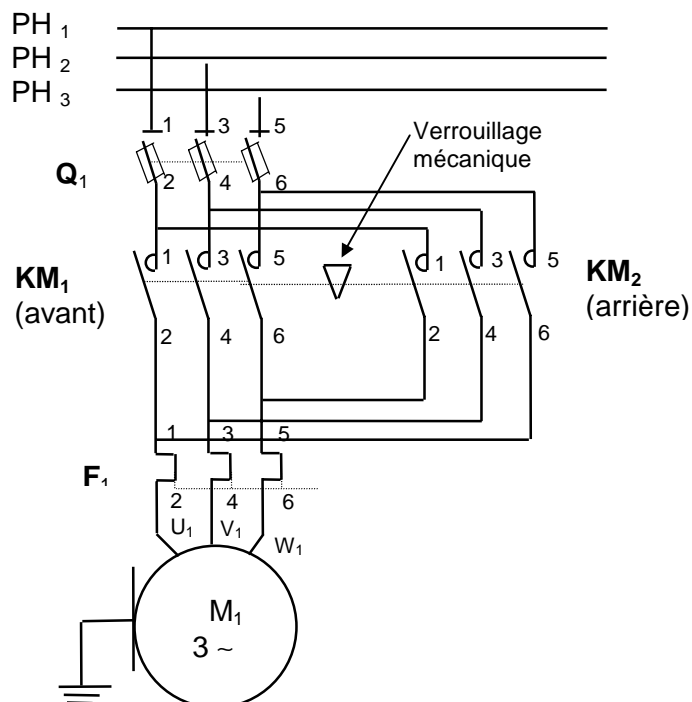 PH 1
PH 2
PH 3
1 3 5
Verrouillage
mécanique
Q1
2 4 6
KM1
(avant)
1 3 5
1 3 5
KM2
(arrière)
2 4 6
2 4 6
1 3 5
F1
2 4 6
U1 V1 W1
M1
3 ~